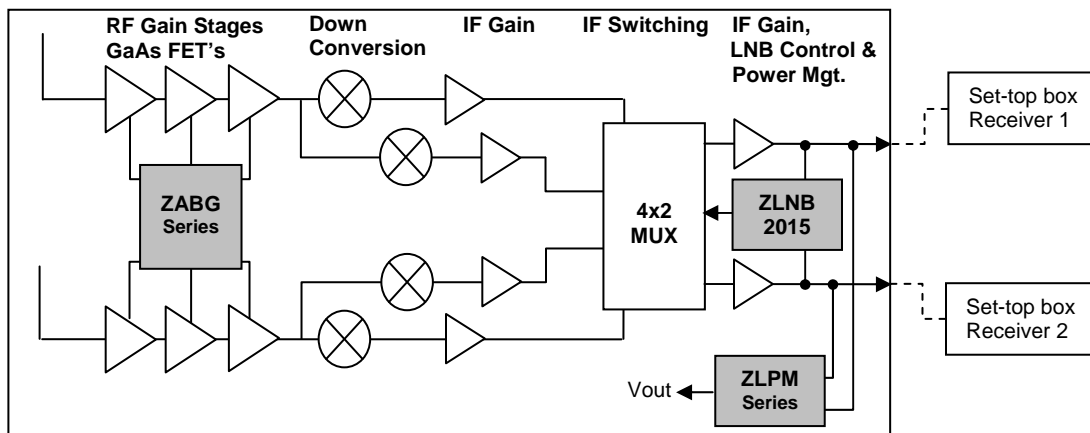 RF Gain Stages
GaAs FET's
Down
Conversion
IF Gain
IF Switching
IF Gain,
LNB Control &
Power Mgt.
Set-top box
Receiver 1
ZABG
Series
4x2
MUX
ZLNB
2015
Set-top box
Receiver 2
Vout
ZLPM
Series